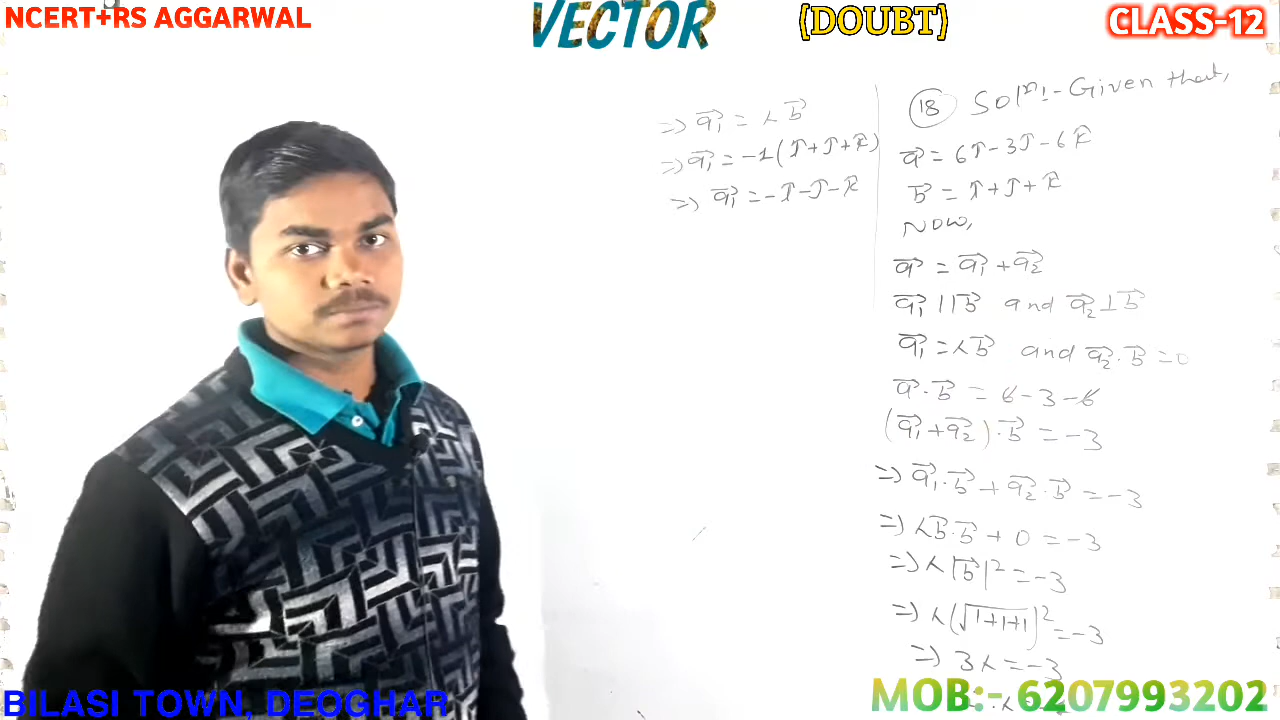 NCERT+RS AGGARWAL
VECTOR
(DOUBT)
CLASS-12
(18) Solⁿ:- Given that,
a⃗ = 6î - 3ĵ - 6k̂
b⃗ = î + ĵ + k̂
Now,
a⃗ = a⃗₁ + a⃗₂
a⃗₁ || b⃗ and a⃗₂ ⊥ b⃗
a⃗₁ = λb⃗ and a⃗₂.b⃗ = 0
a⃗.b⃗ = 6 - 3 - 6
(a⃗₁ + a⃗₂).b⃗ = -3
=> a⃗₁.b⃗ + a⃗₂.b⃗ = -3
=> λb⃗.b⃗ + 0 = -3
=> λ|b⃗|² = -3
=> λ(√1+1+1)² = -3
=> 3λ = -3
=> a⃗₁ = λb⃗
=> a⃗₁ = -1(î + ĵ + k̂)
=> a⃗₁ = -î - ĵ - k̂
BILASI TOWN, DEOGHAR
MOB:- 6207993202